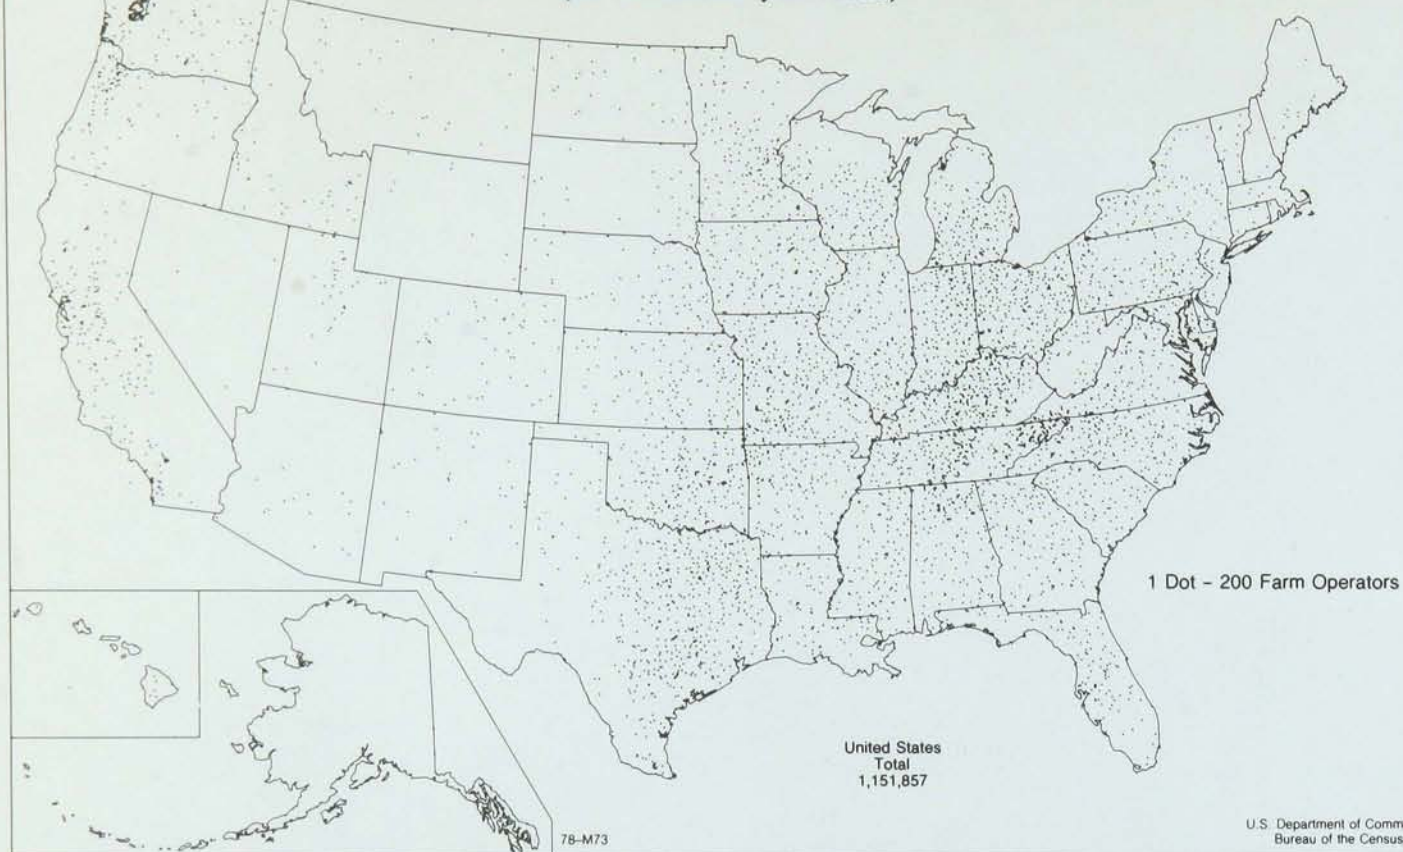 1 Dot – 200 Farm Operators
United States
Total
1,151,857
78–M73
U.S. Department of Comm
Bureau of the Census